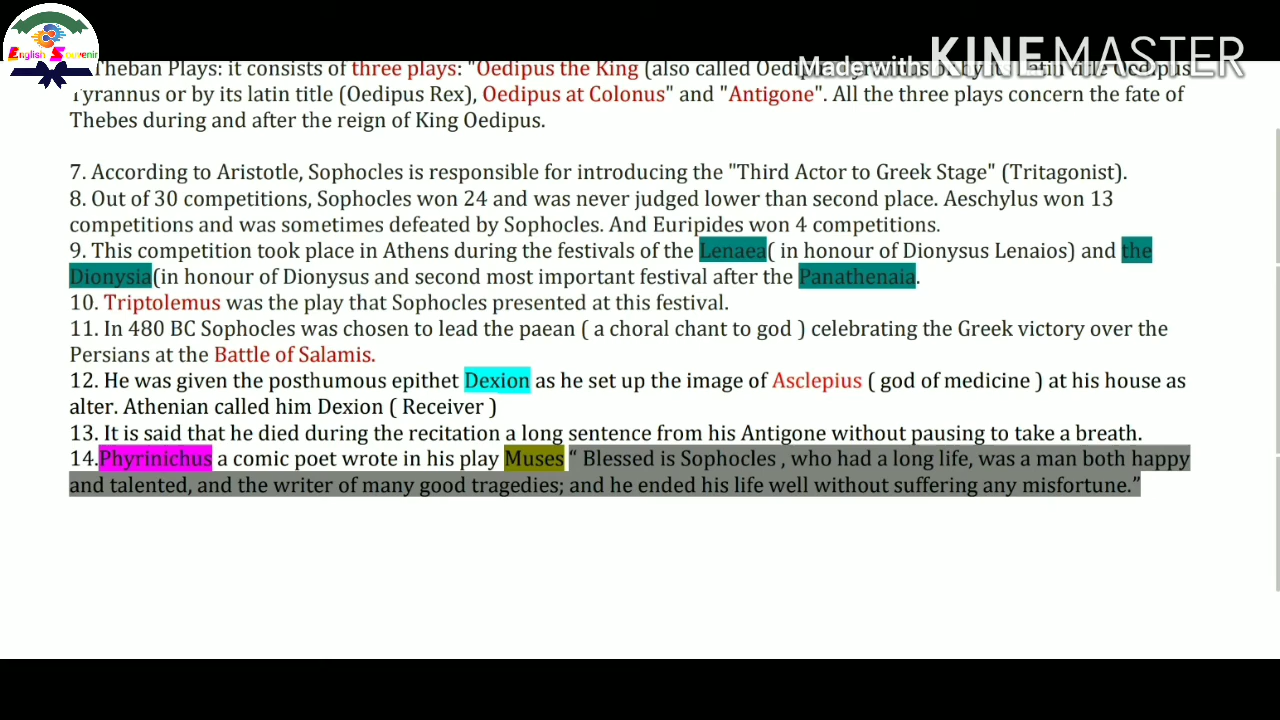 English Souvenir
Made with KINEMASTER
Theban Plays: it consists of three plays: "Oedipus the King (also called Oedipus
Tyrannus or by its latin title (Oedipus Rex), Oedipus at Colonus" and "Antigone". All the three plays concern the fate of
Thebes during and after the reign of King Oedipus.
7. According to Aristotle, Sophocles is responsible for introducing the "Third Actor to Greek Stage" (Tritagonist).
8. Out of 30 competitions, Sophocles won 24 and was never judged lower than second place. Aeschylus won 13
competitions and was sometimes defeated by Sophocles. And Euripides won 4 competitions.
9. This competition took place in Athens during the festivals of the Lenaea( in honour of Dionysus Lenaios) and the
Dionysia(in honour of Dionysus and second most important festival after the Panathenaia.
10. Triptolemus was the play that Sophocles presented at this festival.
11. In 480 BC Sophocles was chosen to lead the paean ( a choral chant to god ) celebrating the Greek victory over the
Persians at the Battle of Salamis.
12. He was given the posthumous epithet Dexion as he set up the image of Asclepius ( god of medicine ) at his house as
alter. Athenian called him Dexion ( Receiver )
13. It is said that he died during the recitation a long sentence from his Antigone without pausing to take a breath.
14.Phyrinichus a comic poet wrote in his play Muses “ Blessed is Sophocles , who had a long life, was a man both happy
and talented, and the writer of many good tragedies; and he ended his life well without suffering any misfortune.”